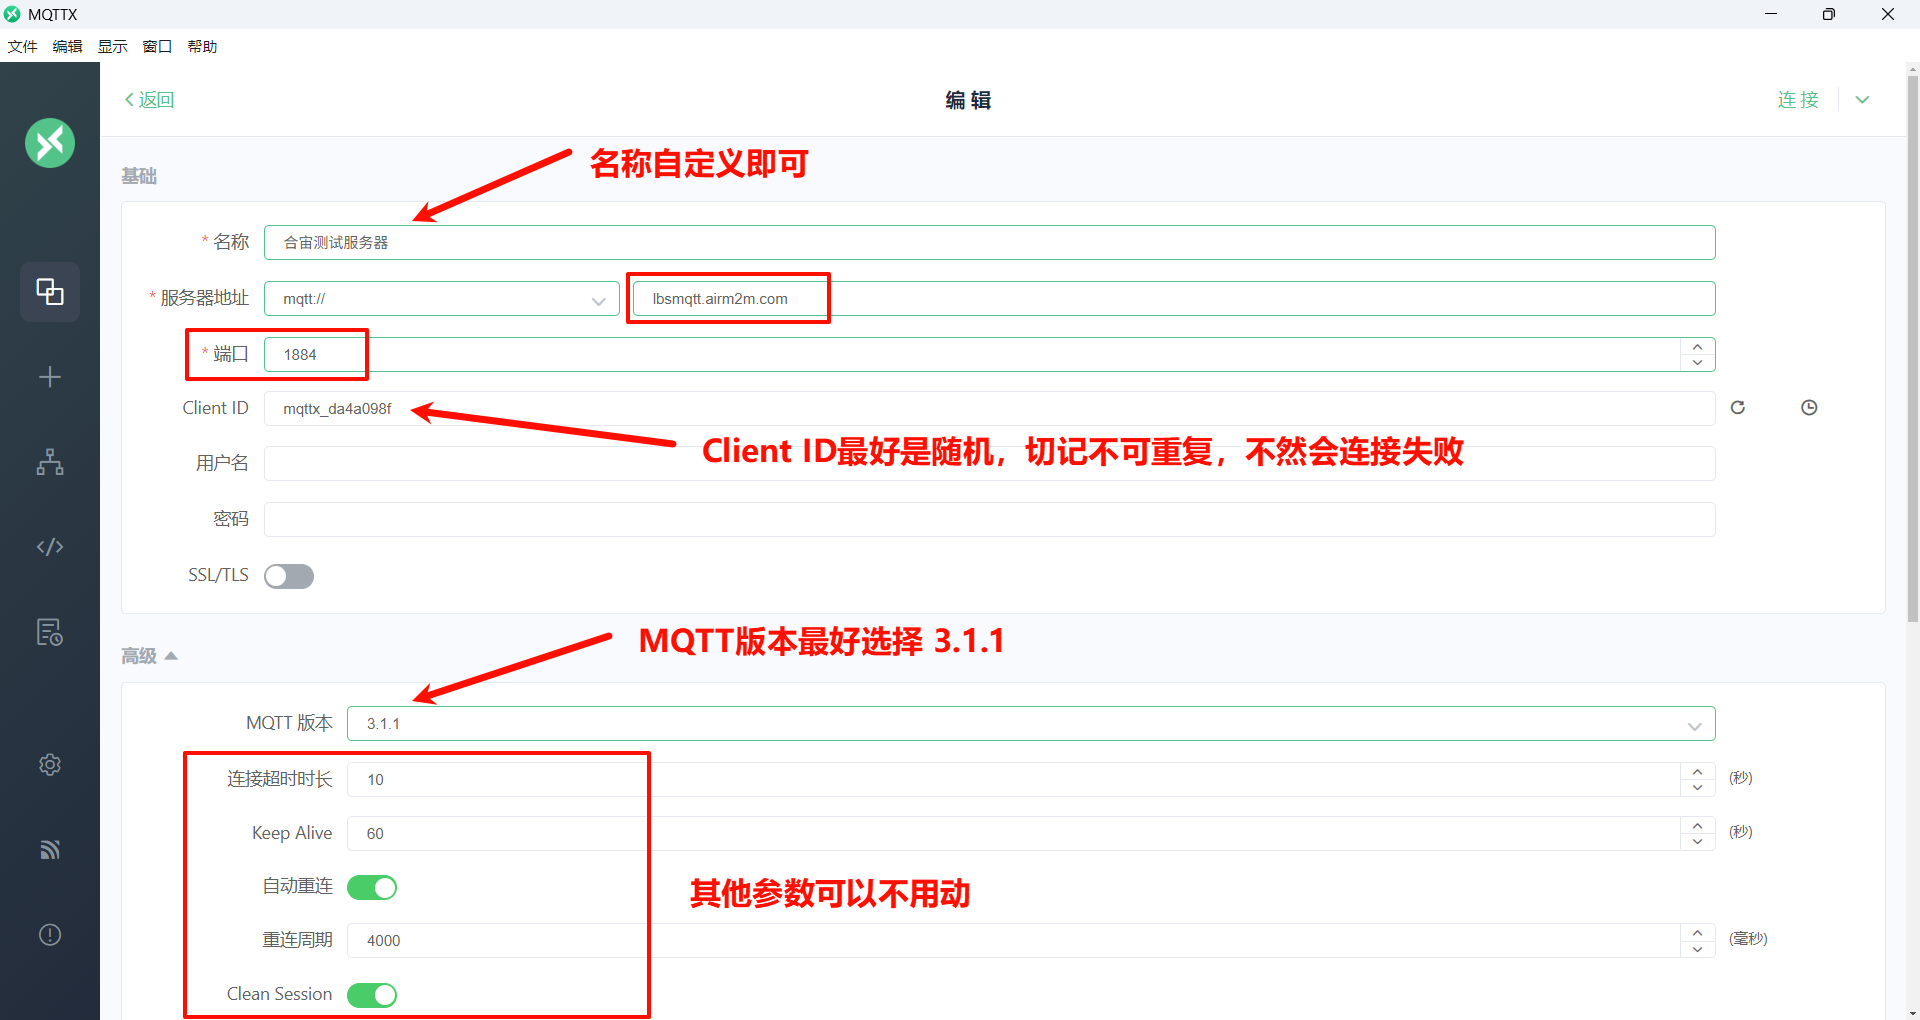 MQTTX
文件 编辑 显示 窗口 帮助
返回
编辑
连接
名称自定义即可
基础
* 名称 合宙测试服务器
* 服务器地址 mqtt:// lbsmqtt.airm2m.com
* 端口 1884
Client ID mqttx_da4a098f
Client ID最好是随机，切记不可重复，不然会连接失败
用户名
密码
SSL/TLS
MQTT版本最好选择 3.1.1
高级
MQTT 版本 3.1.1
连接超时时长 10 (秒)
Keep Alive 60 (秒)
自动重连
其他参数可以不用动
重连周期 4000 (毫秒)
Clean Session